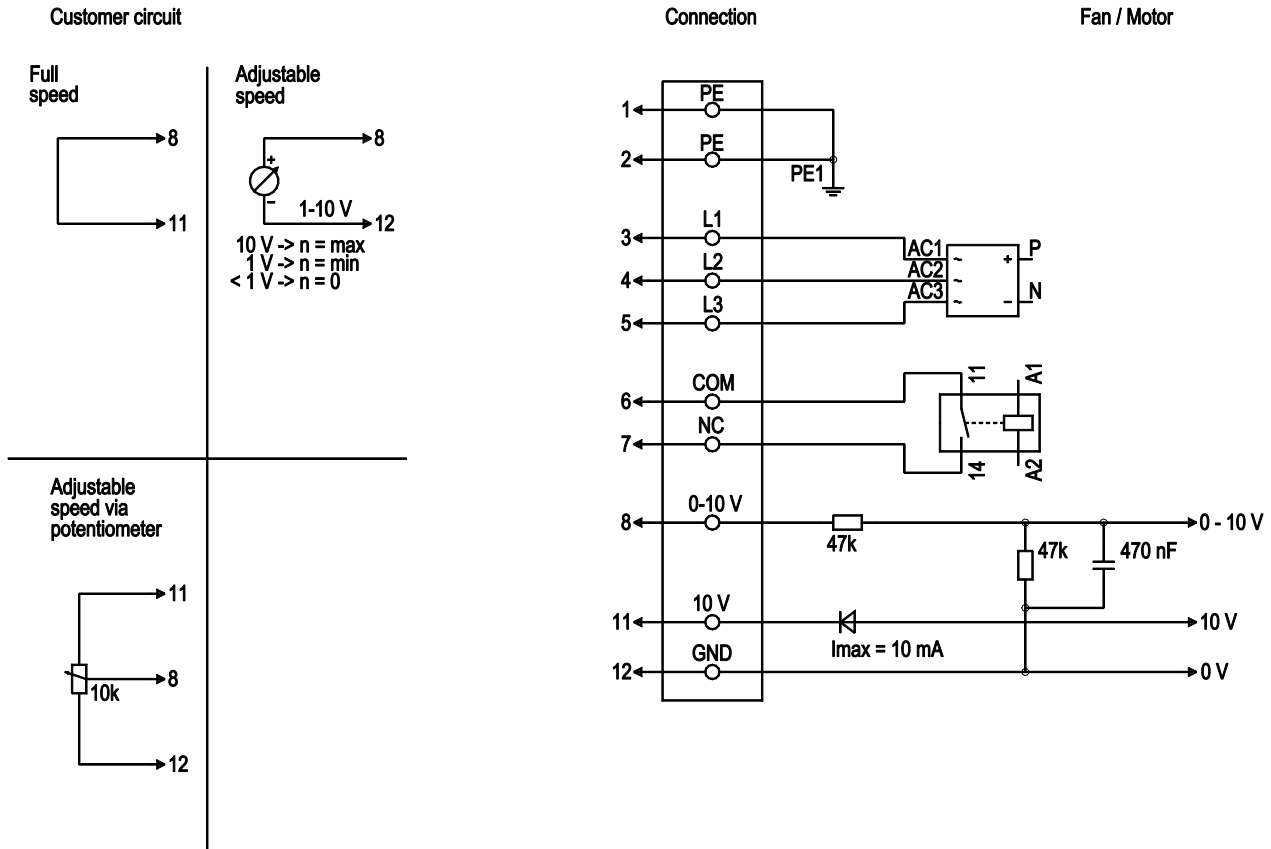 Customer circuit
Connection
Fan / Motor
Full
speed
8
11
Adjustable
speed
8
+
–
1-10 V
12
10 V -> n = max
1 V -> n = min
< 1 V -> n = 0
Adjustable
speed via
potentiometer
11
8
10k
12
1
PE
2
PE
PE1
3
L1
4
L2
5
L3
AC1
AC2
AC3
~
~
~
+
–
P
N
6
COM
7
NC
11
14
A1
A2
8
0-10 V
47k
47k
470 nF
0 - 10 V
11
10 V
Imax = 10 mA
10 V
12
GND
0 V